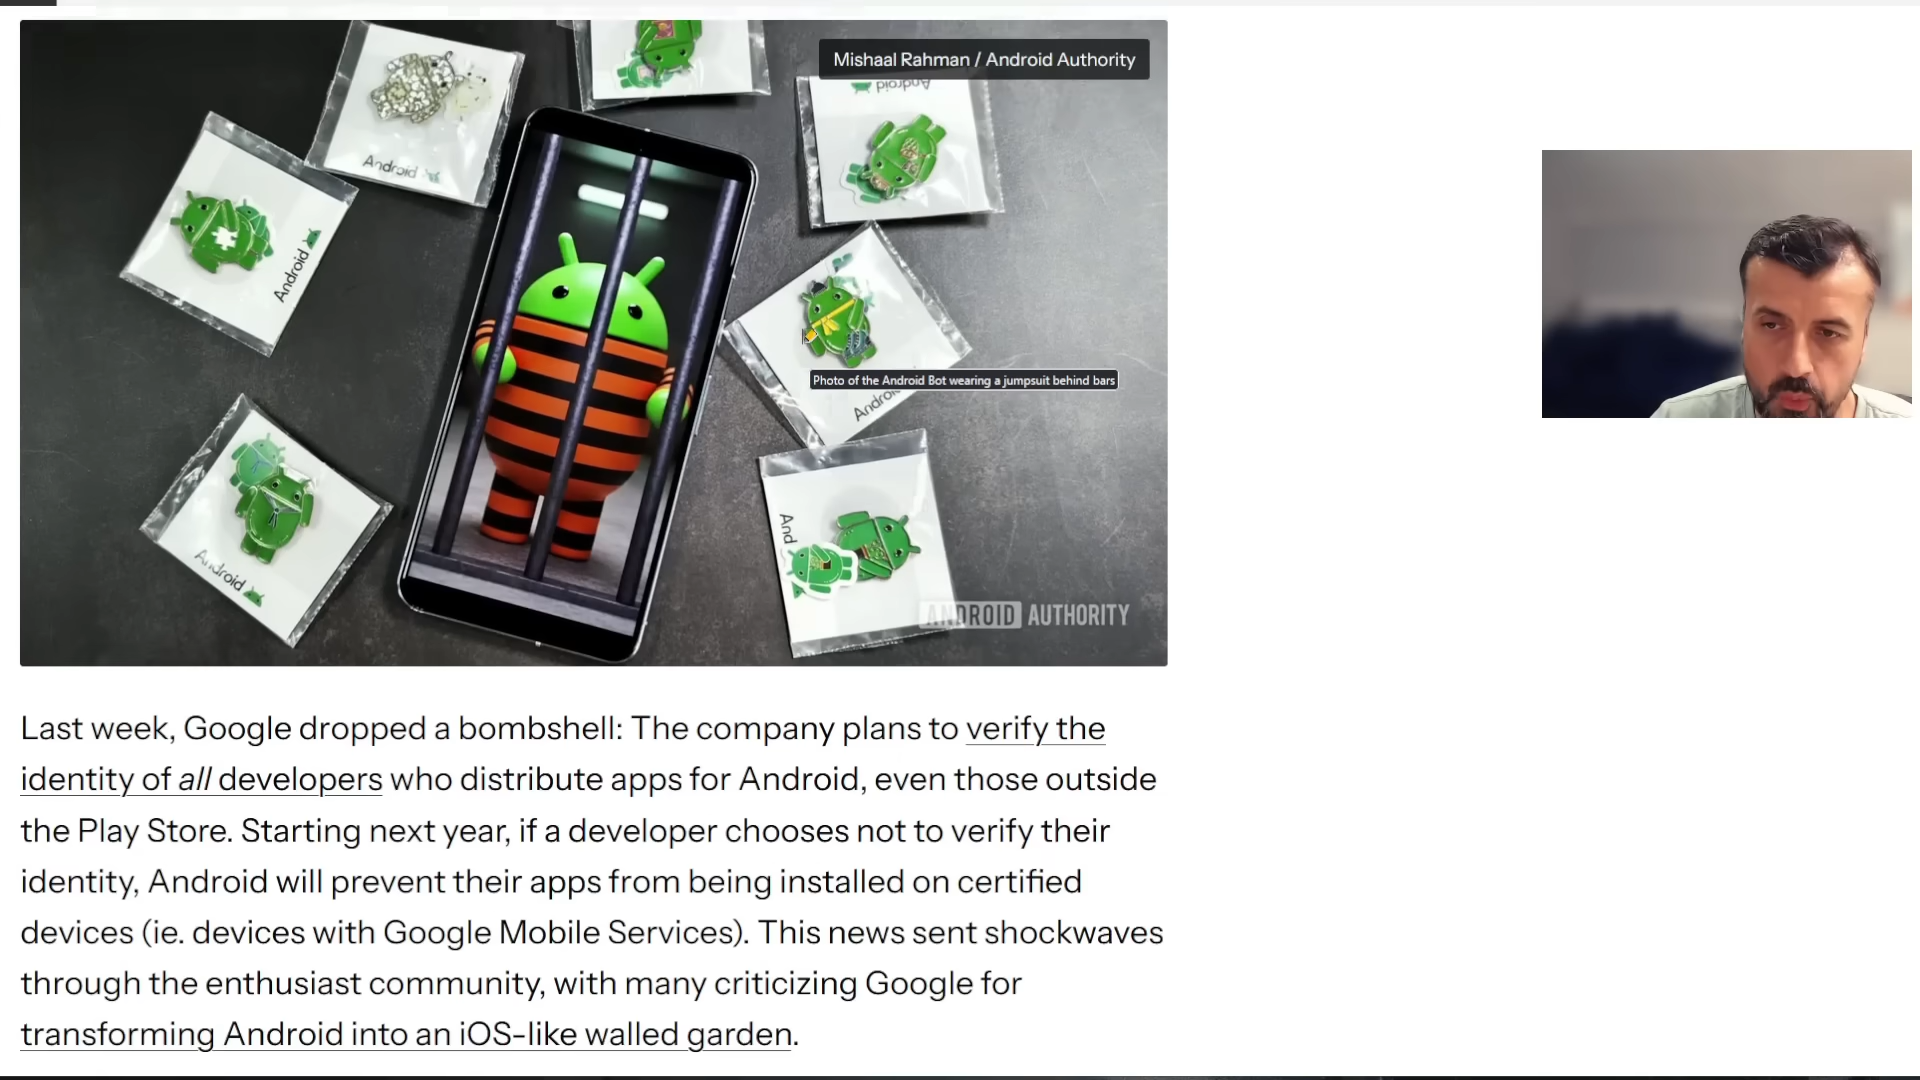 Mishaal Rahman / Android Authority
Android
Android
Android
Android
Photo of the Android Bot wearing a jumpsuit behind bars
And
Android
ANDROID AUTHORITY
Last week, Google dropped a bombshell: The company plans to verify the
identity of all developers who distribute apps for Android, even those outside
the Play Store. Starting next year, if a developer chooses not to verify their
identity, Android will prevent their apps from being installed on certified
devices (ie. devices with Google Mobile Services). This news sent shockwaves
through the enthusiast community, with many criticizing Google for
transforming Android into an iOS-like walled garden.